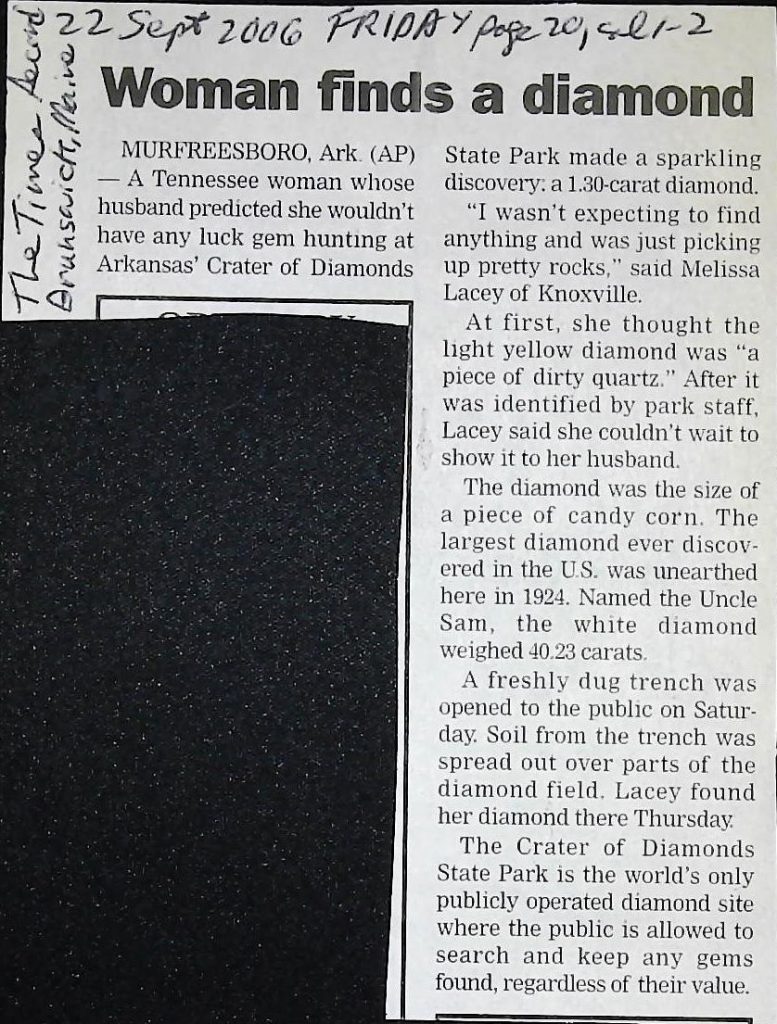 22 Sept 2006 FRIDAY page 20, col 1-2
The Times Record
Brunswick, Maine
Woman finds a diamond
MURFREESBORO, Ark. (AP)
— A Tennessee woman whose
husband predicted she wouldn't
have any luck gem hunting at
Arkansas' Crater of Diamonds
State Park made a sparkling
discovery: a 1.30-carat diamond.
"I wasn't expecting to find
anything and was just picking
up pretty rocks," said Melissa
Lacey of Knoxville.
At first, she thought the
light yellow diamond was "a
piece of dirty quartz." After it
was identified by park staff,
Lacey said she couldn't wait to
show it to her husband.
The diamond was the size of
a piece of candy corn. The
largest diamond ever discov-
ered in the U.S. was unearthed
here in 1924. Named the Uncle
Sam, the white diamond
weighed 40.23 carats.
A freshly dug trench was
opened to the public on Satur-
day. Soil from the trench was
spread out over parts of the
diamond field. Lacey found
her diamond there Thursday.
The Crater of Diamonds
State Park is the world's only
publicly operated diamond site
where the public is allowed to
search and keep any gems
found, regardless of their value.